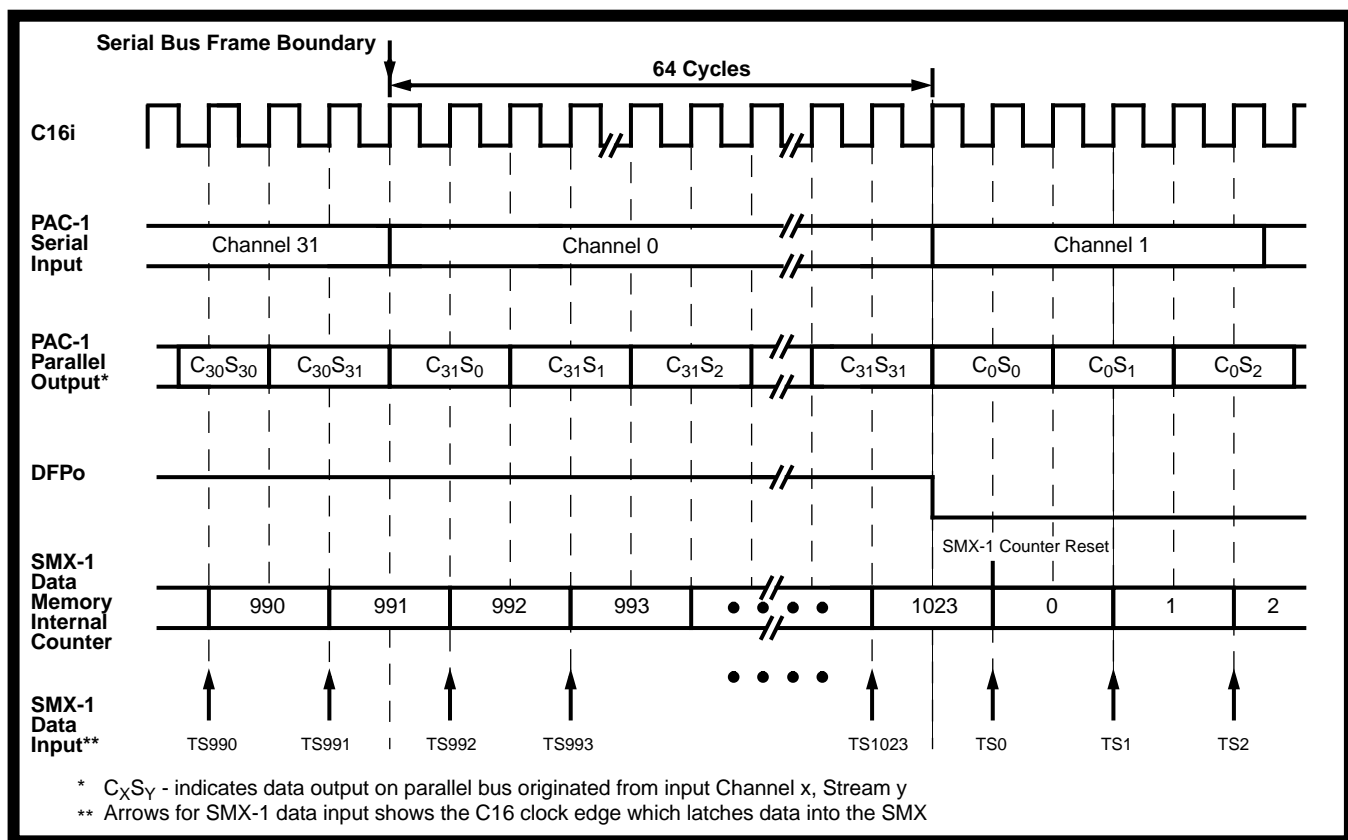 Serial Bus Frame Boundary
64 Cycles
C16i
PAC-1
Serial
Input
Channel 31
Channel 0
Channel 1
PAC-1
Parallel
Output*
C30S30
C30S31
C31S0
C31S1
C31S2
C31S31
C0S0
C0S1
C0S2
DFPo
SMX-1 Counter Reset
SMX-1
Data
Memory
Internal
Counter
990
991
992
993
1023
0
1
2
SMX-1
Data
Input**
TS990
TS991
TS992
TS993
TS1023
TS0
TS1
TS2
* CXSY - indicates data output on parallel bus originated from input Channel x, Stream y
** Arrows for SMX-1 data input shows the C16 clock edge which latches data into the SMX